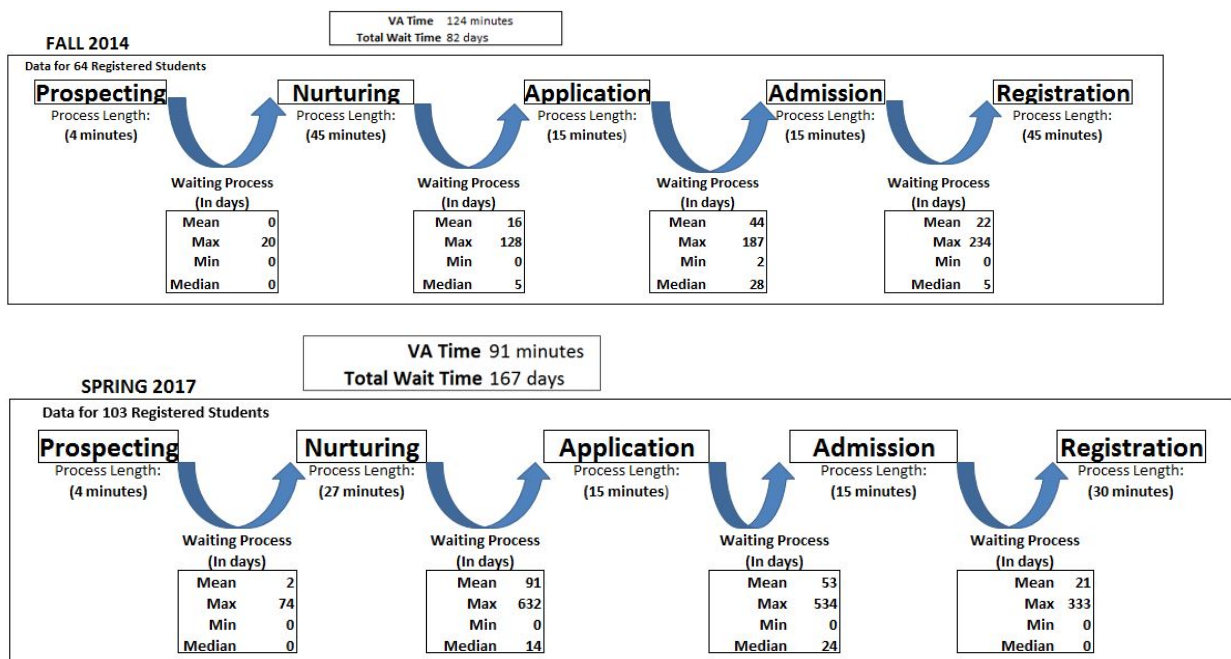 VA Time 124 minutes
Total Wait Time 82 days
FALL 2014
Data for 64 Registered Students
Prospecting Nurturing Application Admission Registration
Process Length: Process Length: Process Length: Process Length: Process Length:
(4 minutes) (45 minutes) (15 minutes) (15 minutes) (45 minutes)
Waiting Process Waiting Process Waiting Process Waiting Process
(In days) (In days) (In days) (In days)
Mean 0 Mean 16 Mean 44 Mean 22
Max 20 Max 128 Max 187 Max 234
Min 0 Min 0 Min 2 Min 0
Median 0 Median 5 Median 28 Median 5
VA Time 91 minutes
Total Wait Time 167 days
SPRING 2017
Data for 103 Registered Students
Prospecting Nurturing Application Admission Registration
Process Length: Process Length: Process Length: Process Length: Process Length:
(4 minutes) (27 minutes) (15 minutes) (15 minutes) (30 minutes)
Waiting Process Waiting Process Waiting Process Waiting Process
(In days) (In days) (In days) (In days)
Mean 2 Mean 91 Mean 53 Mean 21
Max 74 Max 632 Max 534 Max 333
Min 0 Min 0 Min 0 Min 0
Median 0 Median 14 Median 24 Median 0